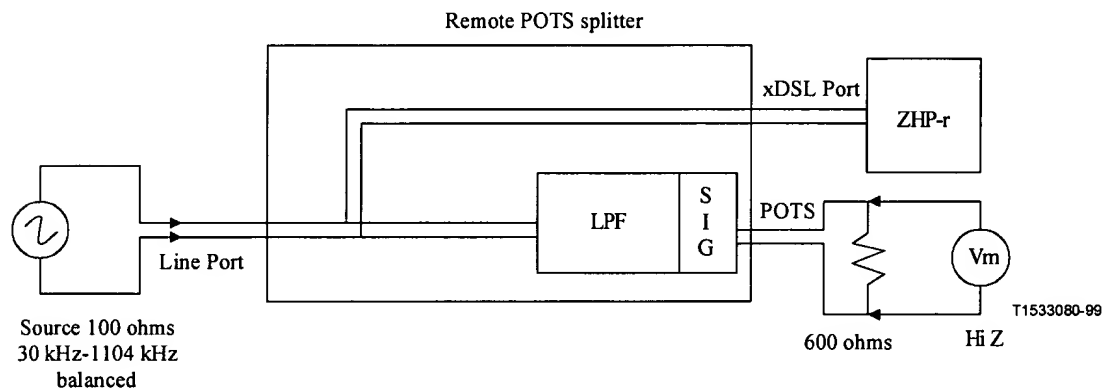 Remote POTS splitter
xDSL Port
ZHP-r
LPF
S
I
G
POTS
Line Port
Vm
T1533080-99
Source 100 ohms
30 kHz-1104 kHz
balanced
600 ohms
Hi Z